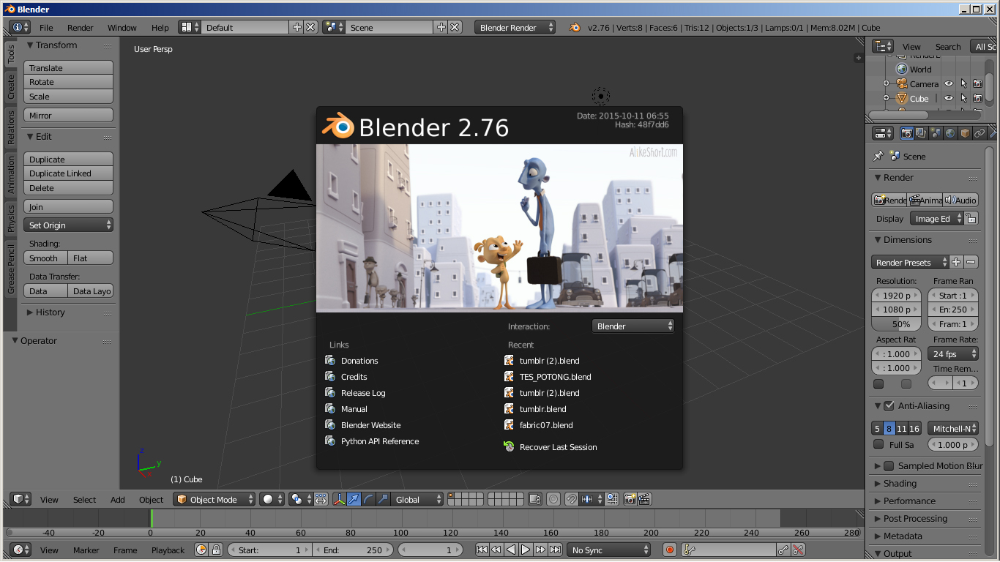 Blender
File Render Window Help Default Scene Blender Render v2.76 | Verts:8 | Faces:6 | Tris:12 | Objects:1/3 | Lamps:0/1 | Mem:8.02M | Cube
Tools
Create
Relations
Animation
Physics
Grease Pencil
Transform
Translate
Rotate
Scale
Mirror
Edit
Duplicate
Duplicate Linked
Delete
Join
Set Origin
Shading:
Smooth Flat
Data Transfer:
Data Data Layo
History
Operator
User Persp
Blender 2.76
Date: 2015-10-11 06:55
Hash: 48f7dd6
AlikeShort.com
Interaction: Blender
Links
Donations
Credits
Release Log
Manual
Blender Website
Python API Reference
Recent
tumblr (2).blend
TES_POTONG.blend
tumblr (2).blend
tumblr.blend
fabric07.blend
Recover Last Session
z
y
(1) Cube
View Select Add Object Object Mode Global
-40 -20 0 20 40 60 80 100 120 140 160 180 200 220 240 260 280
View Marker Frame Playback Start: 1 End: 250 1 No Sync
View Search All Sc
World
Camera
Cube
Scene
Render
Rende Anima Audio
Display Image Ed
Dimensions
Render Presets
Resolution: Frame Ran
1920 p Start :1
1080 p En: 250
50% Fram: 1
Aspect Rat Frame Rate:
: 1.000 24 fps
: 1.000 Time Rem...
1
Anti-Aliasing
5 8 11 16 Mitchell-N
Full Sa 1.000 p
Sampled Motion Blur
Shading
Performance
Post Processing
Metadata
Output